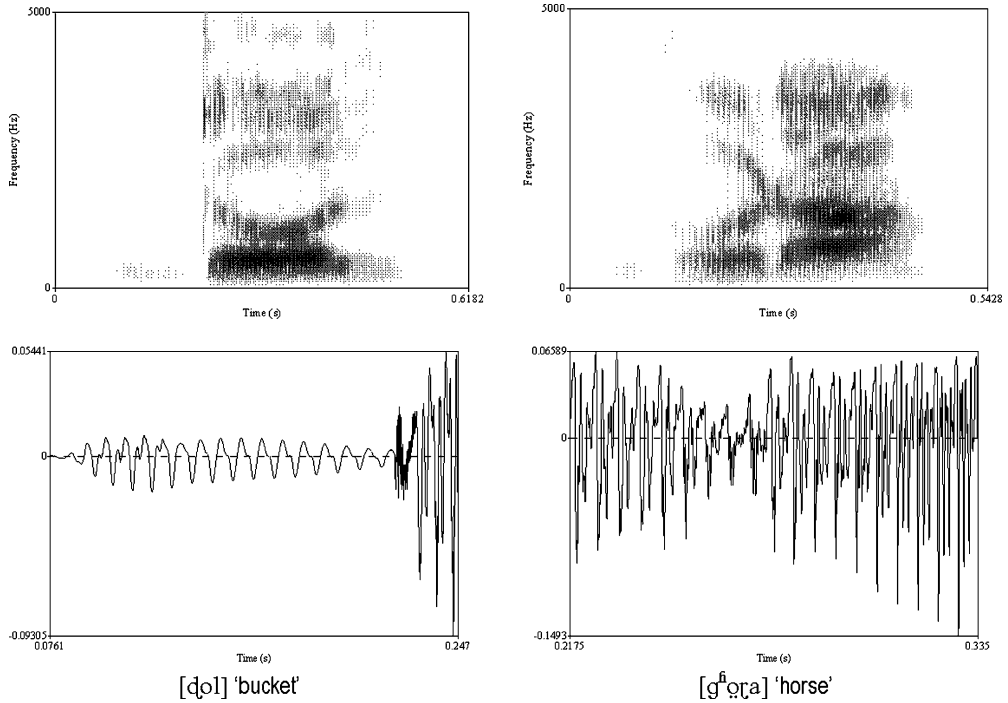 5000
Frequency (Hz)
0
0
0.6182
Time (s)
5000
Frequency (Hz)
0
0
0.5428
Time (s)
0.05441
0
-0.09305
0.0761
0.247
Time (s)
0.06589
0
-0.1493
0.2175
0.335
Time (s)
[ɖol] ‘bucket’
[gʱo̤ɽa] ‘horse’